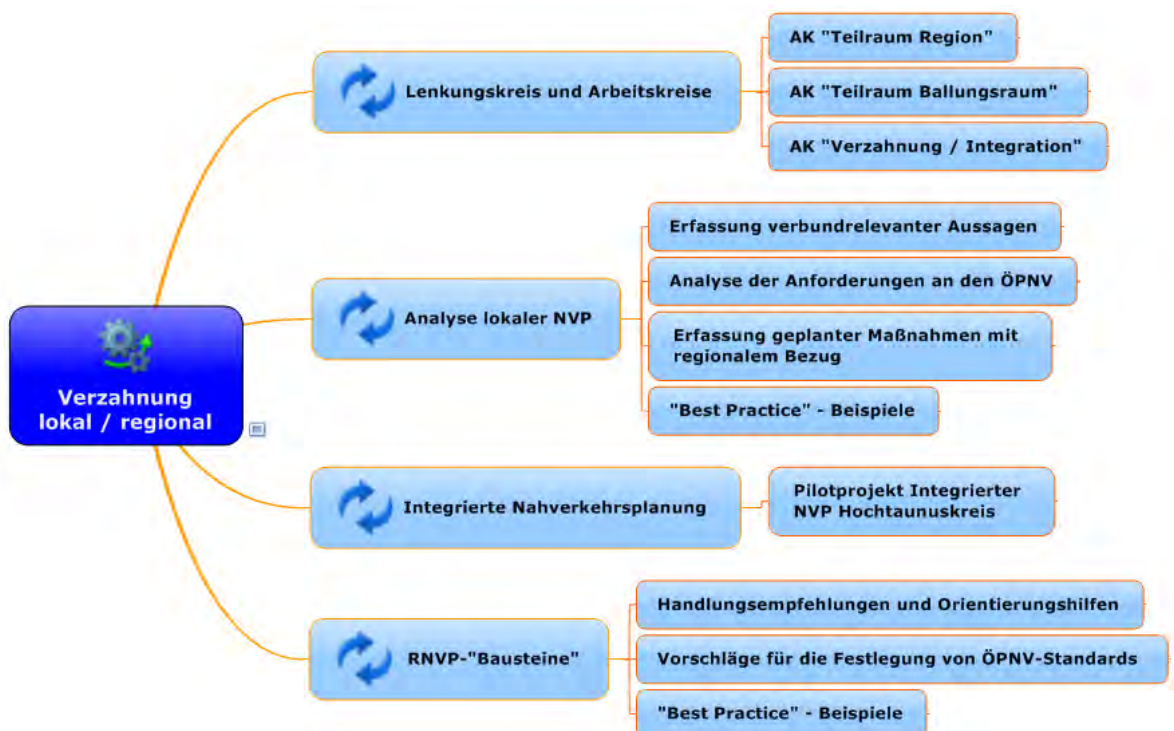 AK "Teilraum Region"
Lenkungskreis und Arbeitskreise
AK "Teilraum Ballungsraum"
AK "Verzahnung / Integration"
Erfassung verbundrelevanter Aussagen
Analyse der Anforderungen an den ÖPNV
Analyse lokaler NVP
Erfassung geplanter Maßnahmen mit
regionalem Bezug
"Best Practice" - Beispiele
Verzahnung
lokal / regional
Integrierte Nahverkehrsplanung
Pilotprojekt Integrierter
NVP Hochtaunuskreis
Handlungsempfehlungen und Orientierungshilfen
RNVP-"Bausteine"
Vorschläge für die Festlegung von ÖPNV-Standards
"Best Practice" - Beispiele